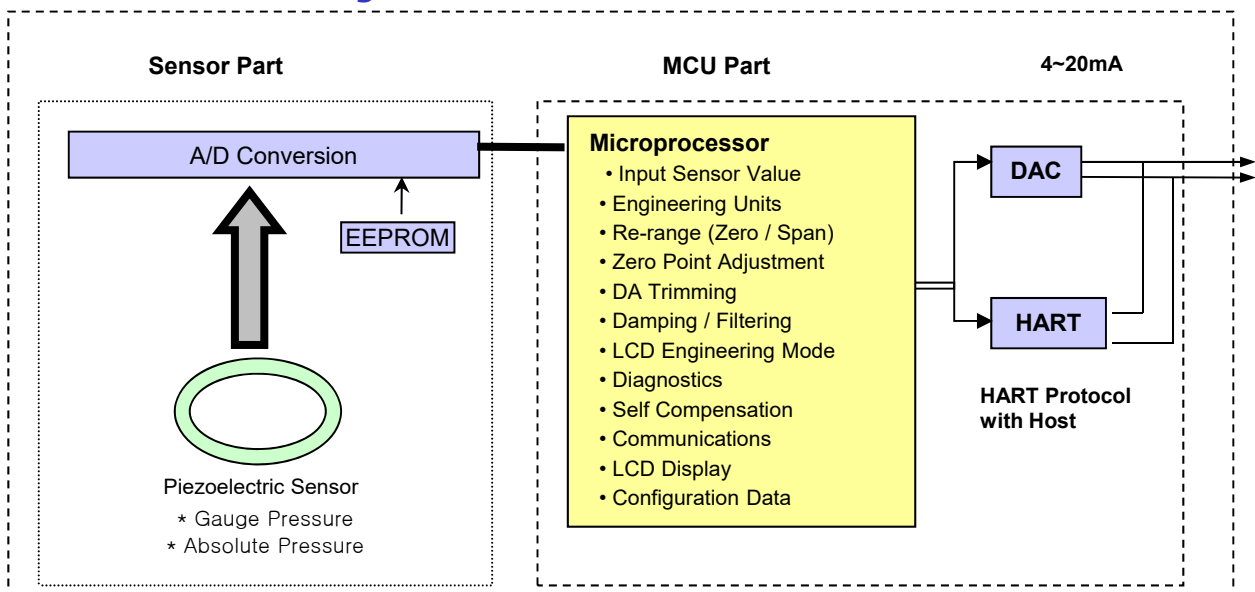 Sensor Part
MCU Part
4~20mA
A/D Conversion
EEPROM
Piezoelectric Sensor
* Gauge Pressure
* Absolute Pressure
Microprocessor
• Input Sensor Value
• Engineering Units
• Re-range (Zero / Span)
• Zero Point Adjustment
• DA Trimming
• Damping / Filtering
• LCD Engineering Mode
• Diagnostics
• Self Compensation
• Communications
• LCD Display
• Configuration Data
DAC
HART
HART Protocol
with Host